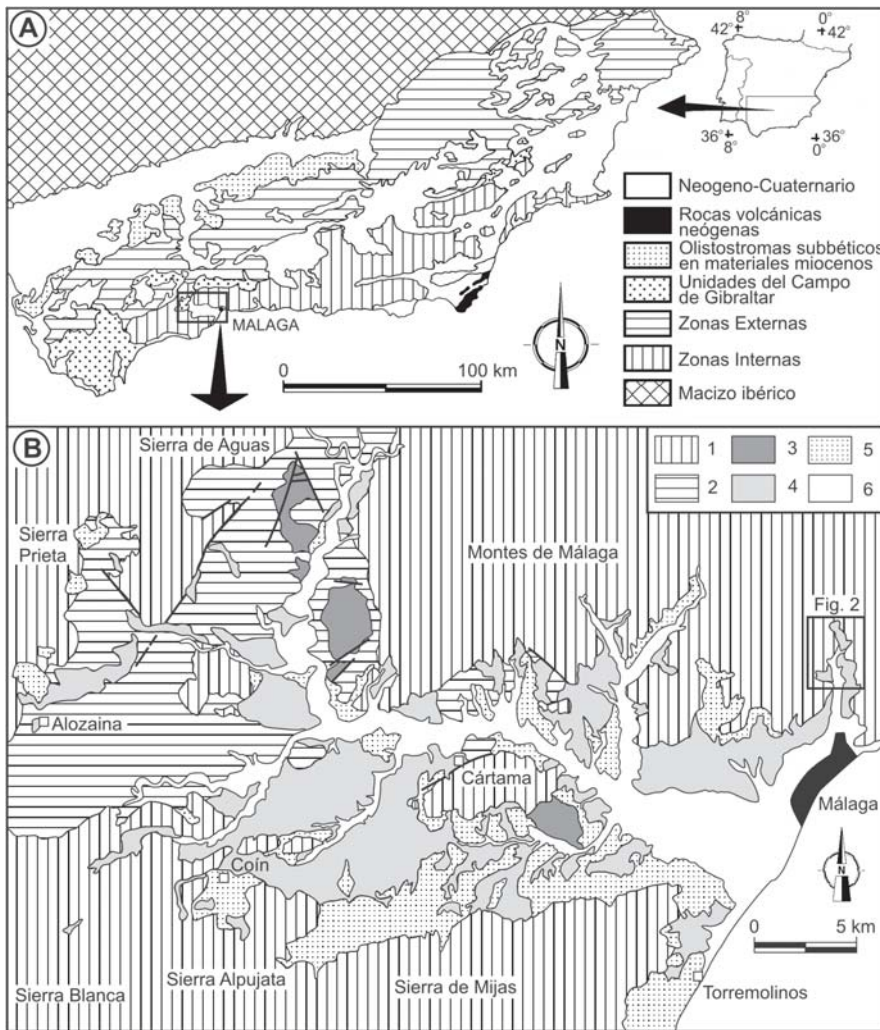 A
8°
0°
42°
42°
36°
36°
8°
0°
Neogeno-Cuaternario
Rocas volcánicas
neógenas
Olistostromas subbéticos
en materiales miocenos
Unidades del Campo
de Gibraltar
Zonas Externas
Zonas Internas
Macizo ibérico
MALAGA
N
0
100 km
B
Sierra de Aguas
1
3
5
2
4
6
Sierra
Prieta
Montes de Málaga
Fig. 2
Alozaina
Cártama
Málaga
Coín
N
0
5 km
Sierra Blanca
Sierra Alpujata
Sierra de Mijas
Torremolinos